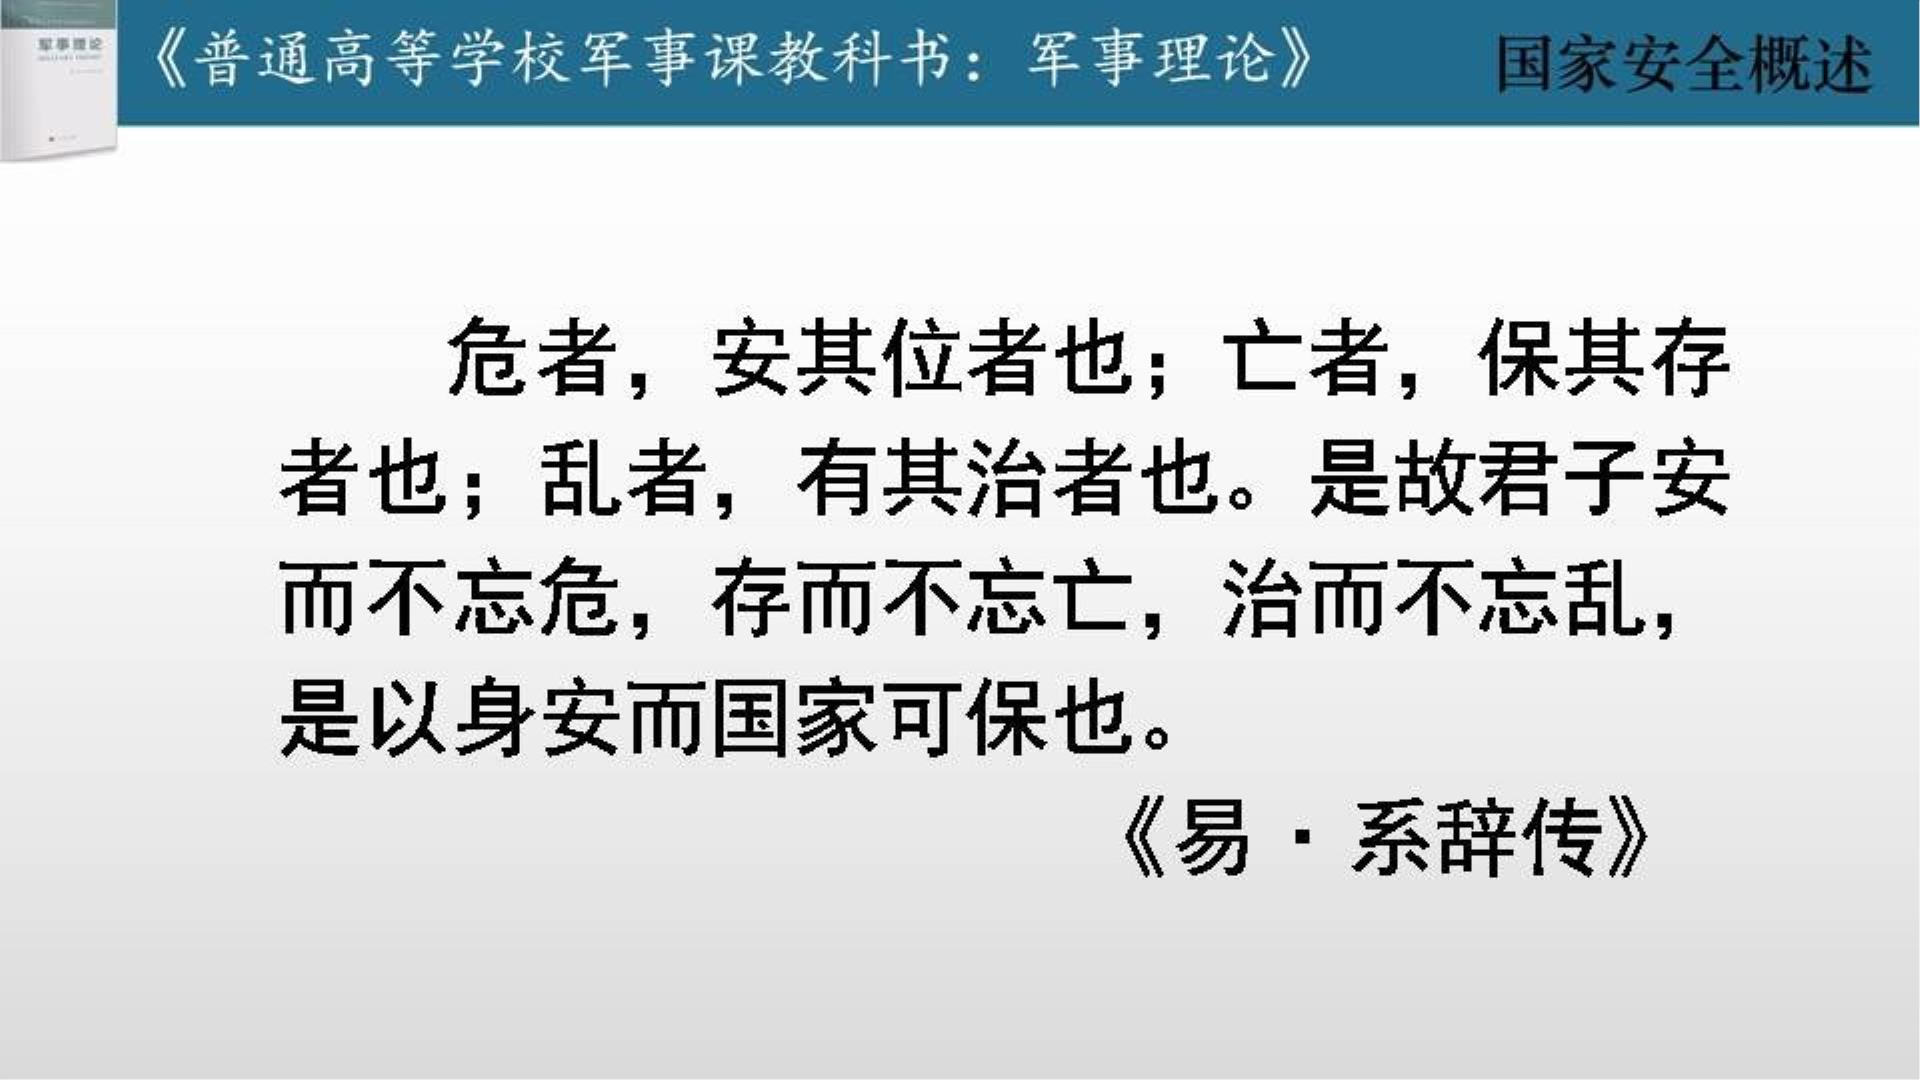 军事理论
《普通高等学校军事课教科书：军事理论》
国家安全概述
危者，安其位者也；亡者，保其存
者也；乱者，有其治者也。是故君子安
而不忘危，存而不忘亡，治而不忘乱，
是以身安而国家可保也。
《易·系辞传》